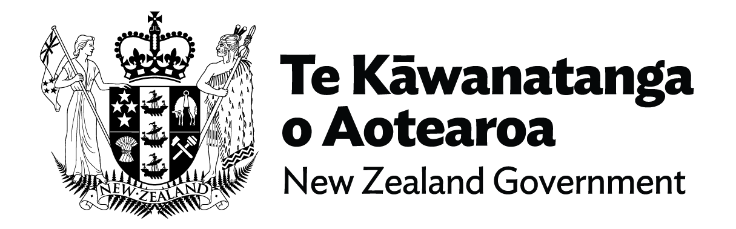 Te Kāwanatanga
o Aotearoa
New Zealand Government
NEW ZEALAND